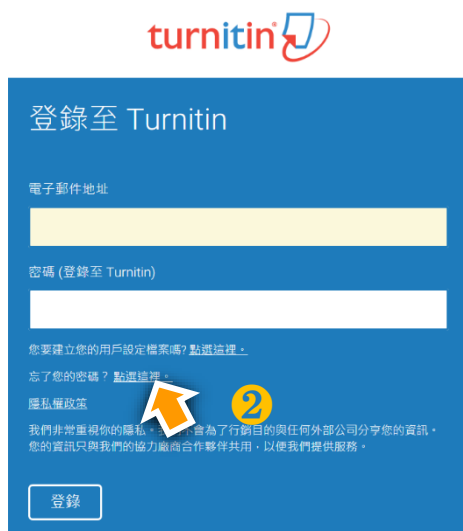 turnitin
登錄至 Turnitin
電子郵件地址
密碼 (登錄至 Turnitin)
您要建立您的用戶設定檔案嗎? 點選這裡。
忘了您的密碼？ 點選這裡。
隱私權政策
我們非常重視你的隱私。 不會為了行銷目的與任何外部公司分享您的資訊。
您的資訊只與我們的協力廠商合作夥伴共用，以便我們提供服務。
2
登錄